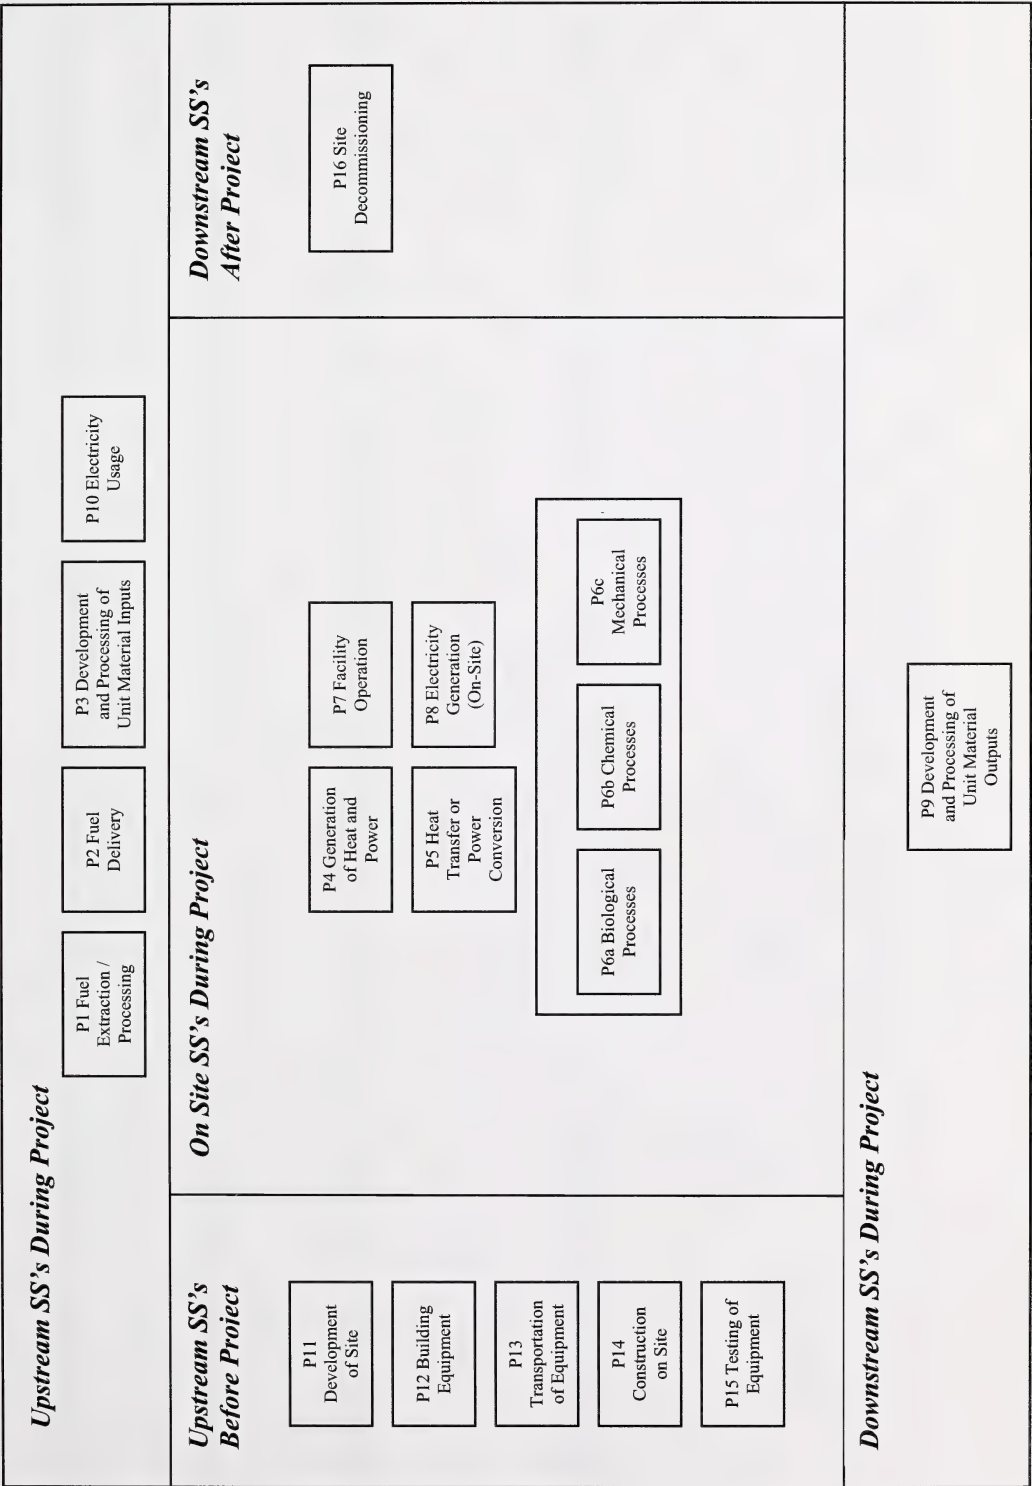 Upstream SS's During Project
P1 Fuel
Extraction /
Processing
P2 Fuel
Delivery
P3 Development
and Processing of
Unit Material Inputs
P10 Electricity
Usage
Upstream SS's
Before Project
P11
Development
of Site
P12 Building
Equipment
P13
Transportation
of Equipment
P14
Construction
on Site
P15 Testing of
Equipment
On Site SS's During Project
P4 Generation
of Heat and
Power
P7 Facility
Operation
P5 Heat
Transfer or
Power
Conversion
P8 Electricity
Generation
(On-Site)
P6a Biological
Processes
P6b Chemical
Processes
P6c
Mechanical
Processes
Downstream SS's
After Project
P16 Site
Decommissioning
Downstream SS's During Project
P9 Development
and Processing of
Unit Material
Outputs